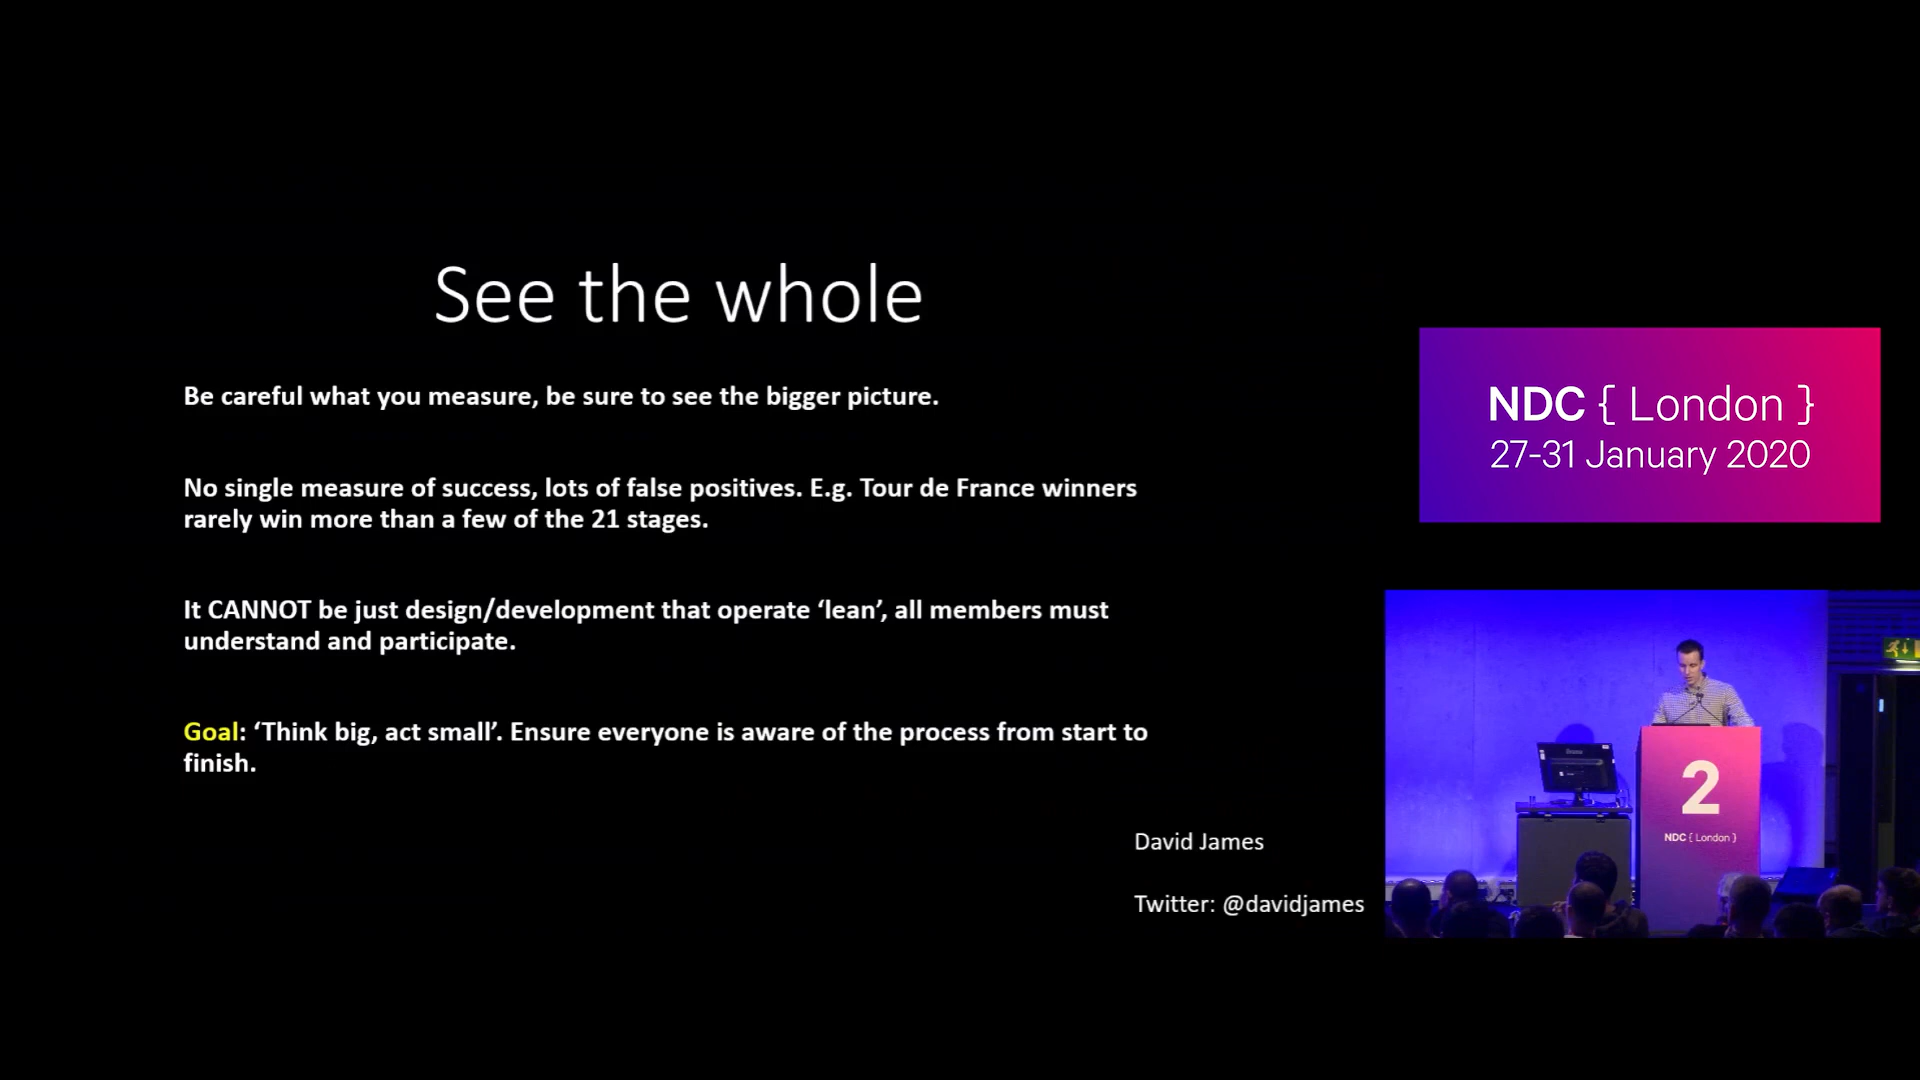 See the whole
Be careful what you measure, be sure to see the bigger picture.
No single measure of success, lots of false positives. E.g. Tour de France winners
rarely win more than a few of the 21 stages.
It CANNOT be just design/development that operate ‘lean’, all members must
understand and participate.
Goal: ‘Think big, act small’. Ensure everyone is aware of the process from start to
finish.
David James
Twitter: @davidjames
NDC { London }
27-31 January 2020
2
NDC { London }